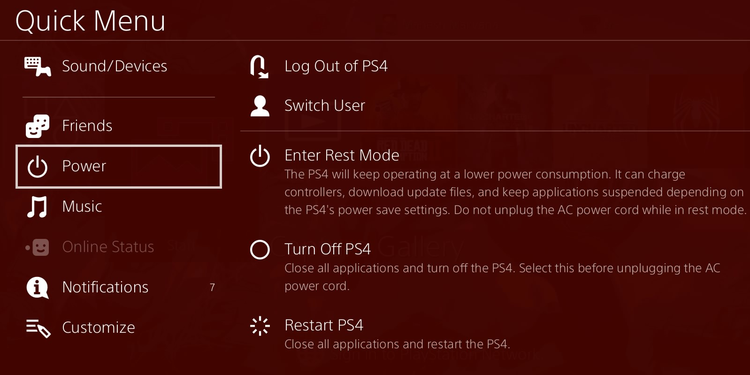 Quick Menu
Sound/Devices
Friends
Power
Music
Online Status
Notifications 7
Customize
Log Out of PS4
Switch User
Enter Rest Mode
The PS4 will keep operating at a lower power consumption. It can charge
controllers, download update files, and keep applications suspended depending on
the PS4's power save settings. Do not unplug the AC power cord while in rest mode.
Turn Off PS4
Close all applications and turn off the PS4. Select this before unplugging the AC
power cord.
Restart PS4
Close all applications and restart the PS4.
Gallery